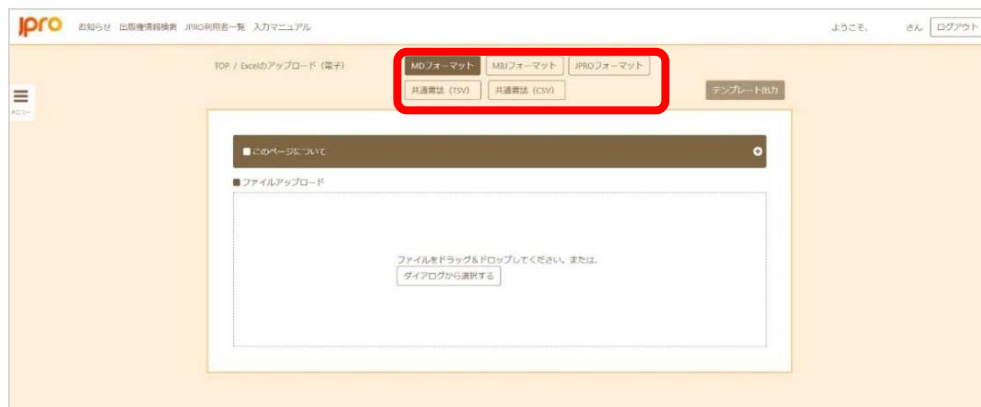 jpro お知らせ 出版権情報検索 JPRO利用者一覧 入力マニュアル ようこそ、 さん ログアウト
TOP / Excelのアップロード（電子） MDフォーマット MBJフォーマット JPROフォーマット
共通書誌（TSV） 共通書誌（CSV） テンプレート出力
メニュー
■このページについて
■ファイルアップロード
ファイルをドラッグ&ドロップしてください。または、
ダイアログから選択する